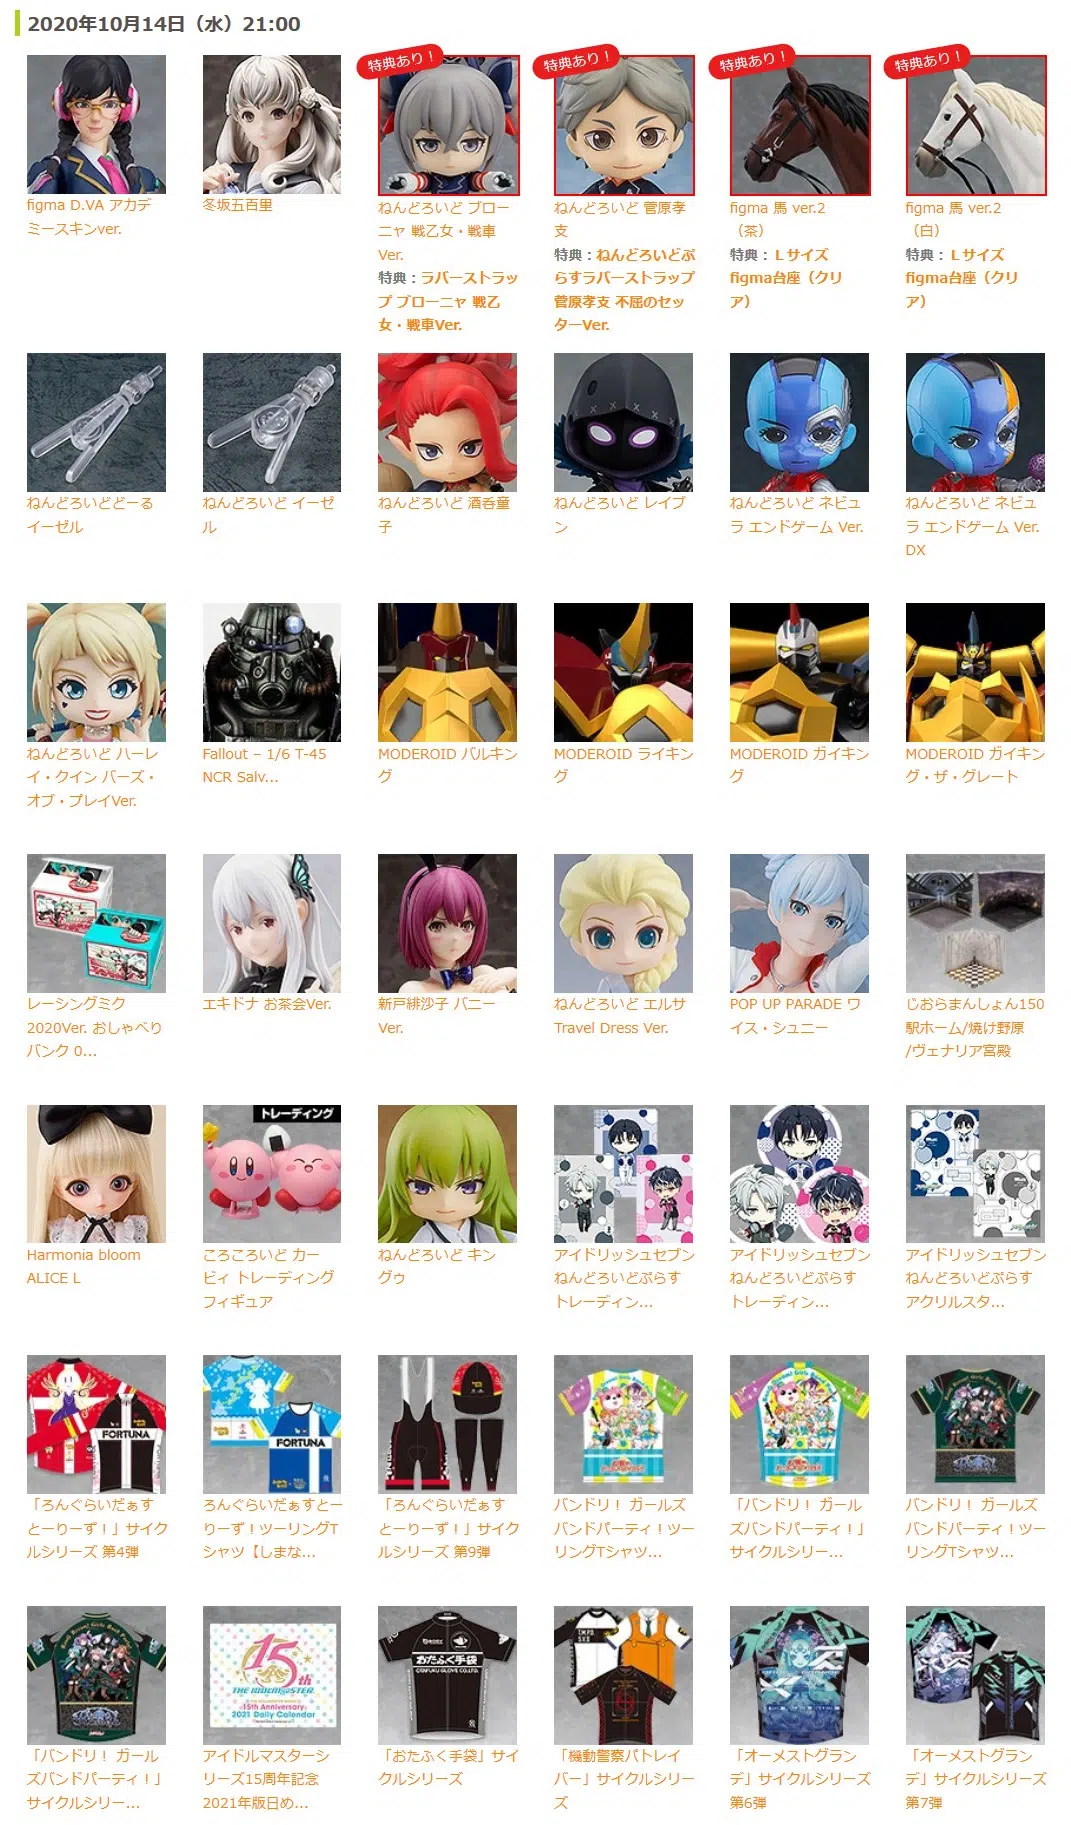 2020年10月14日（水）21:00
特典あり！
特典あり！
特典あり！
特典あり！
figma D.VA アカデ
ミースキンver.
冬坂五百里
ねんどろいど ブロー
ニャ 戦乙女・戦車
Ver.
特典：ラバーストラッ
プ ブローニャ 戦乙
女・戦車Ver.
ねんどろいど 菅原孝
支
特典：ねんどろいどぷ
らすラバーストラップ
菅原孝支 不屈のセッ
ターVer.
figma 馬 ver.2
（茶）
特典：Ｌサイズ
figma台座（クリ
ア）
figma 馬 ver.2
（白）
特典：Ｌサイズ
figma台座（クリ
ア）
ねんどろいどどーる
イーゼル
ねんどろいど イーゼ
ル
ねんどろいど 酒呑童
子
ねんどろいど レイブ
ン
ねんどろいど ネビュ
ラ エンドゲーム Ver.
ねんどろいど ネビュ
ラ エンドゲーム Ver.
DX
ねんどろいど ハーレ
イ・クイン バーズ・
オブ・プレイVer.
Fallout – 1/6 T-45
NCR Salv...
MODEROID バルキン
グ
MODEROID ライキン
グ
MODEROID ガイキン
グ
MODEROID ガイキン
グ・ザ・グレート
レーシングミク
2020Ver. おしゃべり
バンク 0...
エキドナ お茶会Ver.
新戸緋沙子 バニー
Ver.
ねんどろいど エルサ
Travel Dress Ver.
POP UP PARADE ワ
イス・シュニー
じおらまんしょん150
駅ホーム/焼け野原
/ヴェナリア宮殿
トレーディング
Harmonia bloom
ALICE L
ころころいど カー
ビィ トレーディング
フィギュア
ねんどろいど キン
グゥ
アイドリッシュセブン
ねんどろいどぷらす
トレーディン...
アイドリッシュセブン
ねんどろいどぷらす
トレーディン...
アイドリッシュセブン
ねんどろいどぷらす
アクリルスタ...
FORTUNA
FORTUNA
「ろんぐらいだぁす
とーりーず！」サイク
ルシリーズ 第4弾
ろんぐらいだぁすとー
りーず！ツーリングT
シャツ【しまな...
「ろんぐらいだぁす
とーりーず！」サイク
ルシリーズ 第9弾
バンドリ！ ガールズ
バンドパーティ！ツー
リングTシャツ...
「バンドリ！ ガール
ズバンドパーティ！」
サイクルシリー...
バンドリ！ ガールズ
バンドパーティ！ツー
リングTシャツ...
15th
THE IDOLM@STER
15th Anniversary
2021 Daily Calendar
おたふく手袋
OTAFUKU GLOVE CO.,LTD.
「バンドリ！ ガール
ズバンドパーティ！」
サイクルシリー...
アイドルマスターシ
リーズ15周年記念
2021年版日め...
「おたふく手袋」サイ
クルシリーズ
「機動警察パトレイ
バー」サイクルシリー
ズ
「オーメストグラン
デ」サイクルシリーズ
第6弾
「オーメストグラン
デ」サイクルシリーズ
第7弾